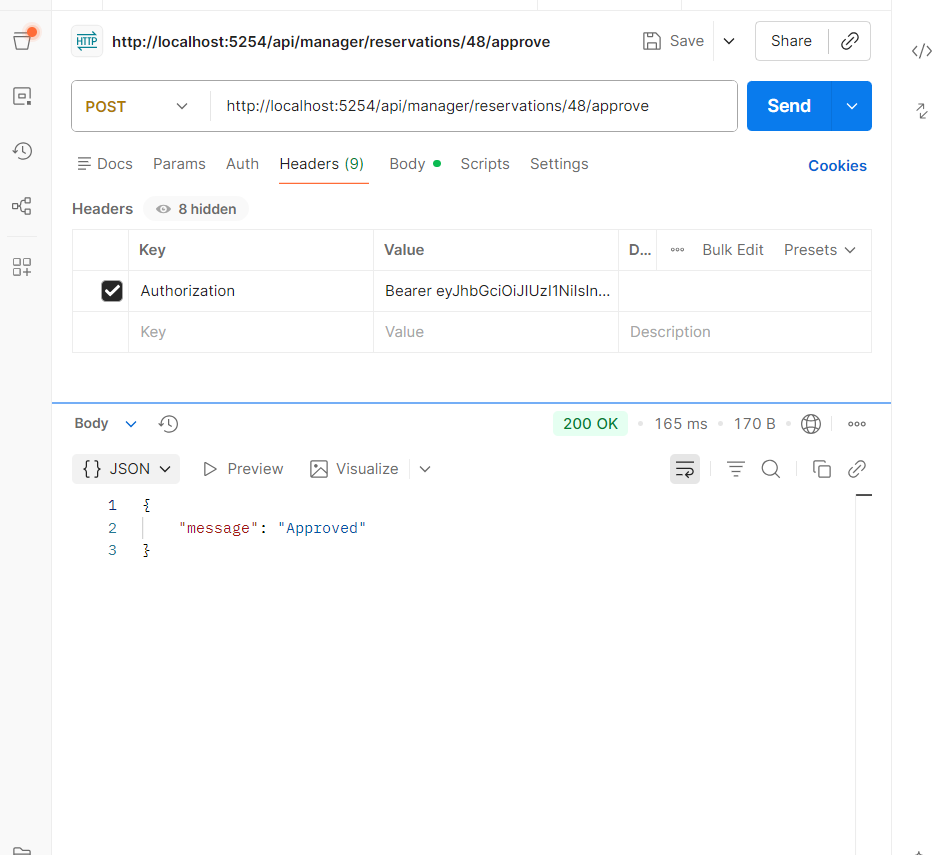 HTTP http://localhost:5254/api/manager/reservations/48/approve Save Share
POST http://localhost:5254/api/manager/reservations/48/approve Send
Docs Params Auth Headers (9) Body Scripts Settings Cookies
Headers 8 hidden
Key Value D... Bulk Edit Presets
Authorization Bearer eyJhbGciOiJIUzI1NiIsIn...
Key Value Description
Body 200 OK 165 ms 170 B
{} JSON Preview Visualize
1 {
2 "message": "Approved"
3 }